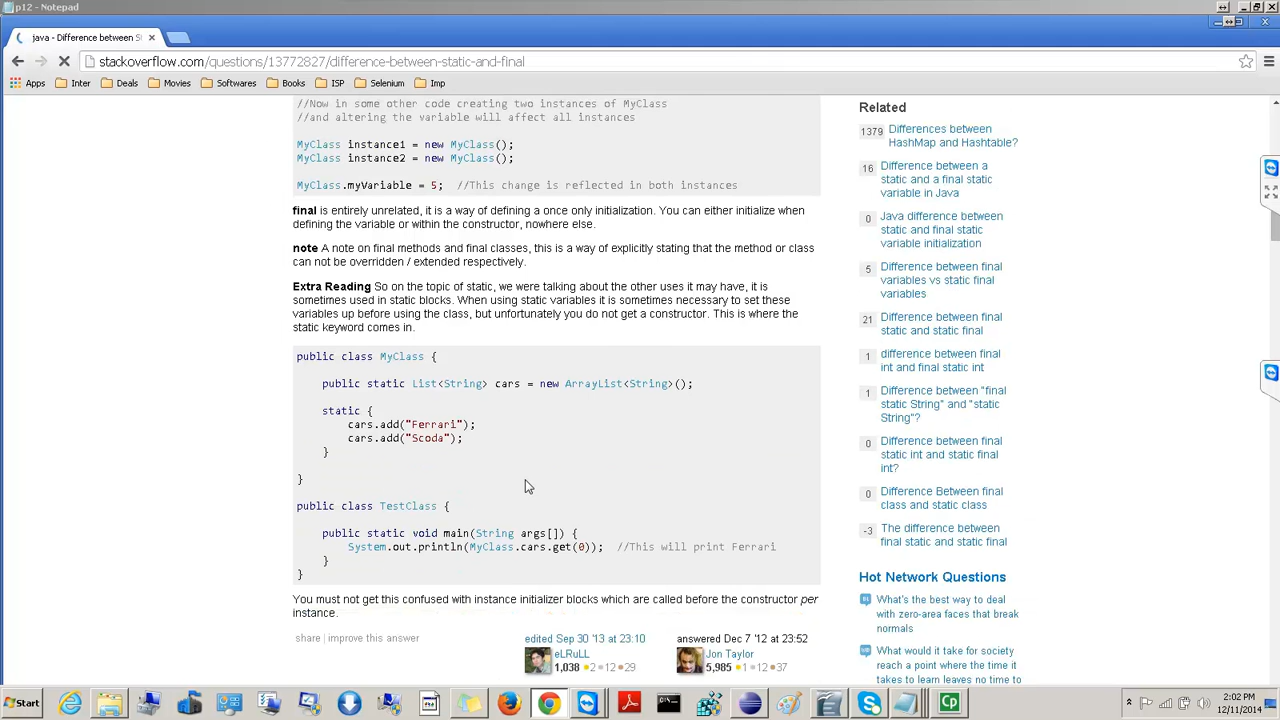 p12 - Notepad
java - Difference between St
stackoverflow.com/questions/13772827/difference-between-static-and-final
Apps Inter Deals Movies Softwares Books ISP Selenium Imp
//Now in some other code creating two instances of MyClass
//and altering the variable will affect all instances
MyClass instance1 = new MyClass();
MyClass instance2 = new MyClass();
MyClass.myVariable = 5; //This change is reflected in both instances
final is entirely unrelated, it is a way of defining a once only initialization. You can either initialize when
defining the variable or within the constructor, nowhere else.
note A note on final methods and final classes, this is a way of explicitly stating that the method or class
can not be overridden / extended respectively.
Extra Reading So on the topic of static, we were talking about the other uses it may have, it is
sometimes used in static blocks. When using static variables it is sometimes necessary to set these
variables up before using the class, but unfortunately you do not get a constructor. This is where the
static keyword comes in.
public class MyClass {
public static List<String> cars = new ArrayList<String>();
static {
cars.add("Ferrari");
cars.add("Scoda");
}
}
public class TestClass {
public static void main(String args[]) {
System.out.println(MyClass.cars.get(0)); //This will print Ferrari
}
}
You must not get this confused with instance initializer blocks which are called before the constructor per
instance.
share improve this answer
edited Sep 30 '13 at 23:10
eLRuLL
1,038 2 12 29
answered Dec 7 '12 at 23:52
Jon Taylor
5,985 1 12 37
Related
1379 Differences between
HashMap and Hashtable?
16 Difference between a
static and a final static
variable in Java
0 Java difference between
static and final static
variable initialization
5 Difference between final
variables vs static final
variables
21 Difference between final
static and static final
1 difference between final
int and final static int
1 Difference between "final
static String" and "static
String"?
0 Difference between final
static int and static final
int?
0 Difference Between final
class and static class
-3 The difference between
final static and static final
Hot Network Questions
What's the best way to deal
with zero-area faces that break
normals
What would it take for society
reach a point where the time it
takes to learn leaves no time to
Start
Cp
2:02 PM
12/11/2014